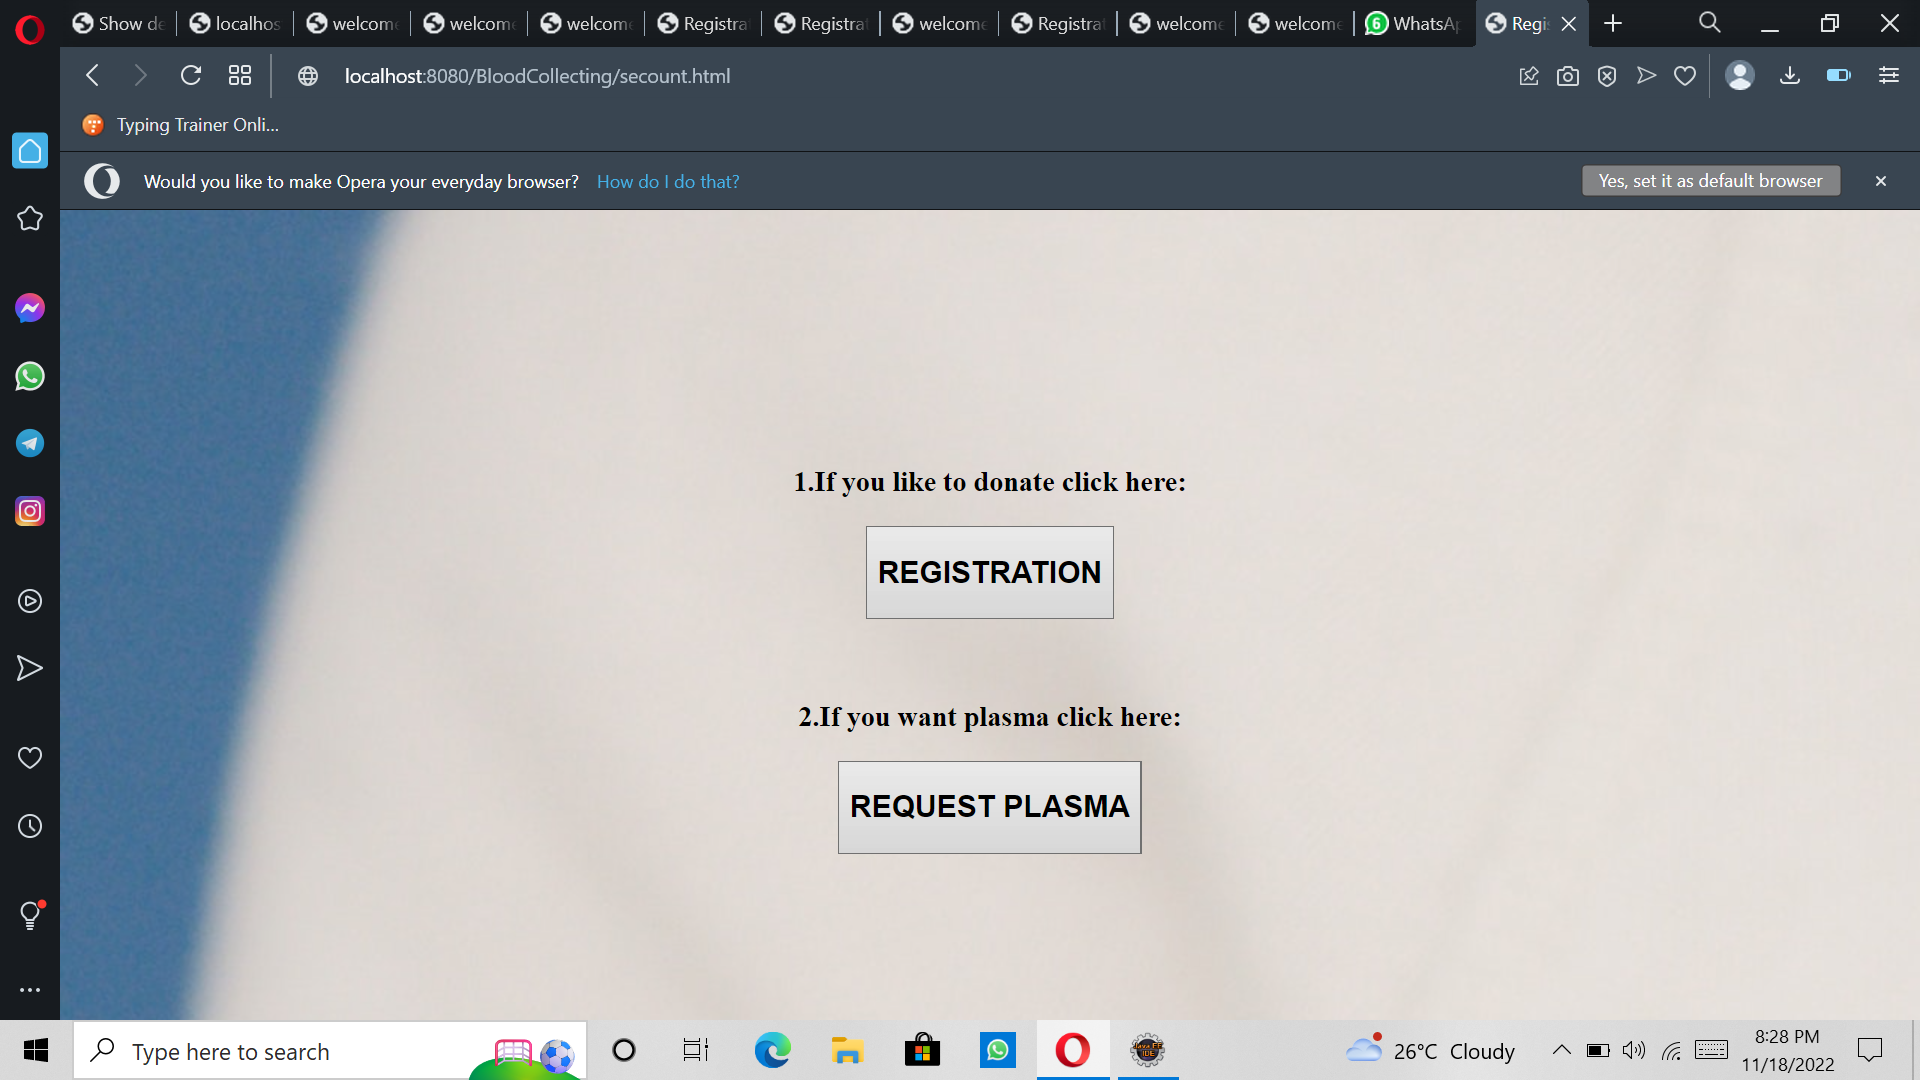 Show de
localhos
welcome
welcome
welcome
Registra
Registra
welcome
Registra
welcome
welcome
6
WhatsAp
Regi
localhost:8080/BloodCollecting/secount.html
Typing Trainer Onli...
Would you like to make Opera your everyday browser? How do I do that?
Yes, set it as default browser
1.If you like to donate click here:
REGISTRATION
2.If you want plasma click here:
REQUEST PLASMA
Type here to search
Java EE
IDE
26°C Cloudy
8:28 PM
11/18/2022